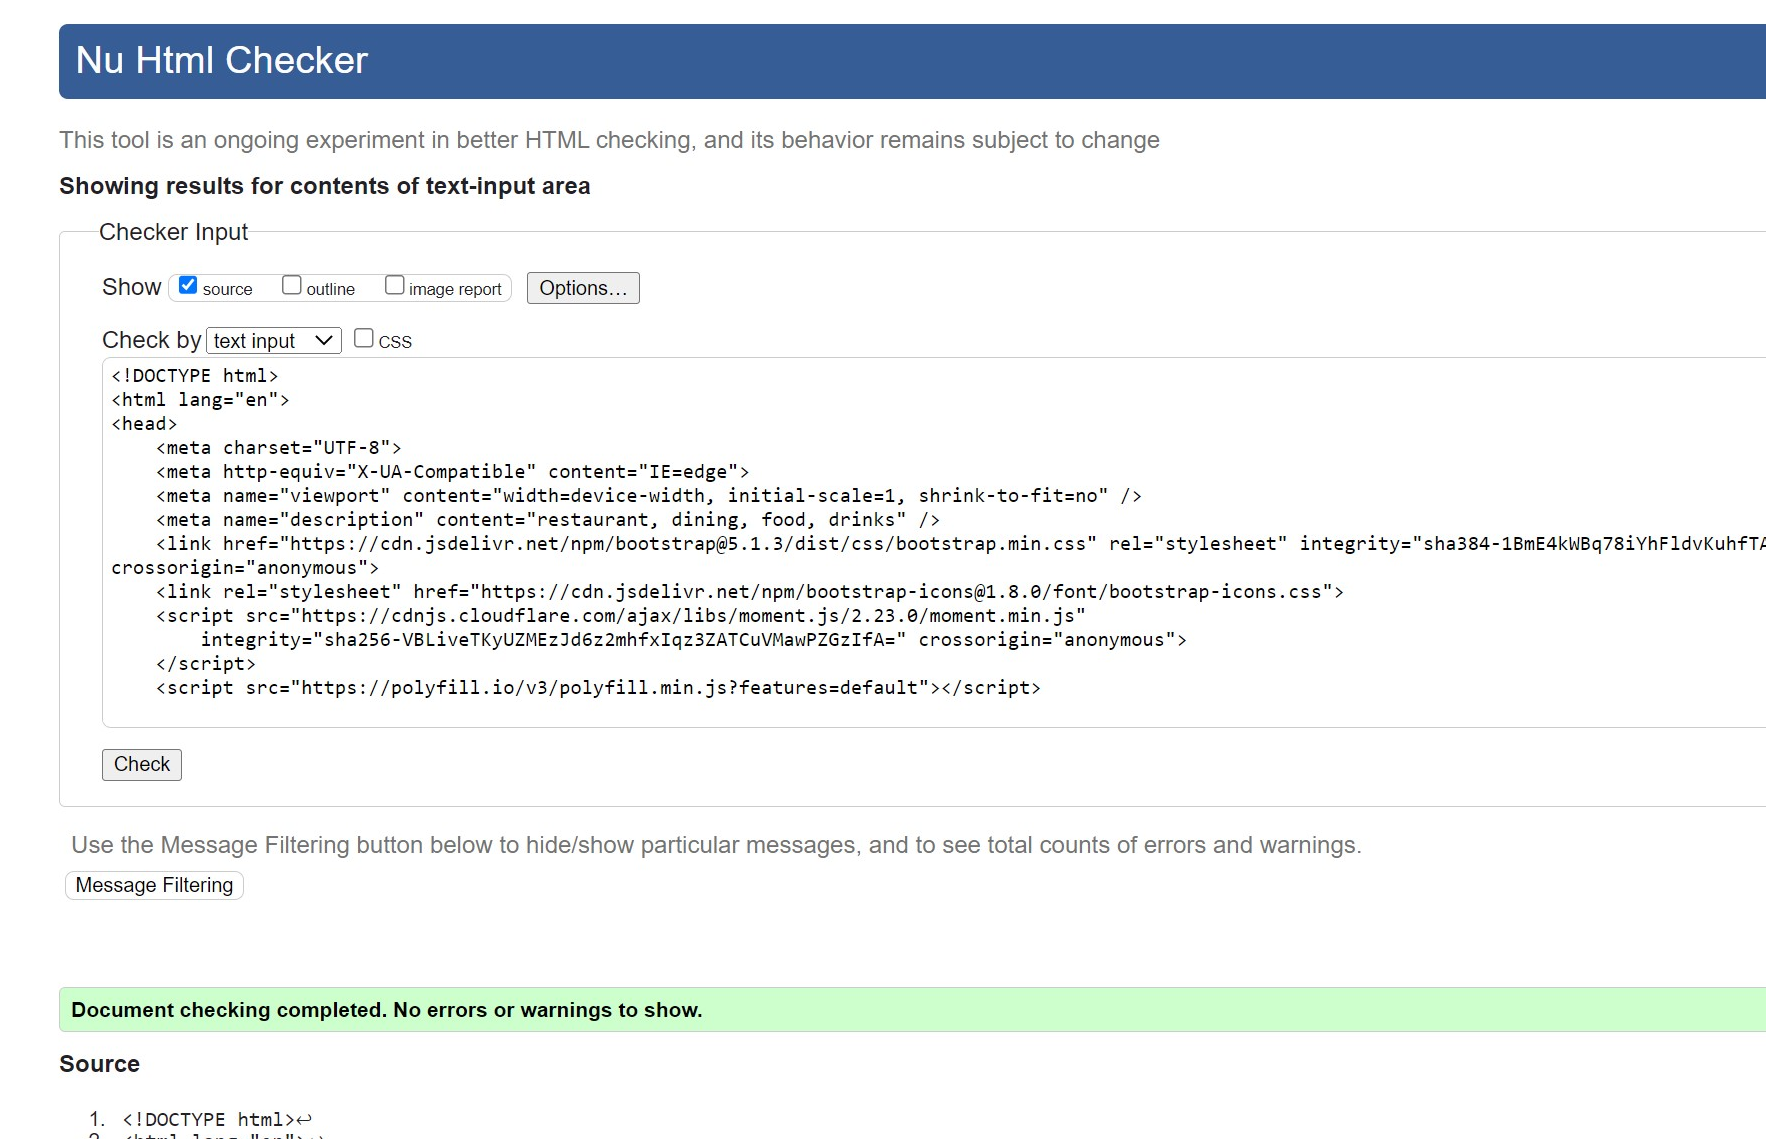 Nu Html Checker
This tool is an ongoing experiment in better HTML checking, and its behavior remains subject to change
Showing results for contents of text-input area
Checker Input
Show source outline image report Options...
Check by text input CSS
<!DOCTYPE html>
<html lang="en">
<head>
    <meta charset="UTF-8">
    <meta http-equiv="X-UA-Compatible" content="IE=edge">
    <meta name="viewport" content="width=device-width, initial-scale=1, shrink-to-fit=no" />
    <meta name="description" content="restaurant, dining, food, drinks" />
    <link href="https://cdn.jsdelivr.net/npm/bootstrap@5.1.3/dist/css/bootstrap.min.css" rel="stylesheet" integrity="sha384-1BmE4kWBq78iYhFldvKuhfTA
crossorigin="anonymous">
    <link rel="stylesheet" href="https://cdn.jsdelivr.net/npm/bootstrap-icons@1.8.0/font/bootstrap-icons.css">
    <script src="https://cdnjs.cloudflare.com/ajax/libs/moment.js/2.23.0/moment.min.js"
        integrity="sha256-VBLiveTKyUZMEzJd6z2mhfxIqz3ZATCuVMawPZGzIfA=" crossorigin="anonymous">
    </script>
    <script src="https://polyfill.io/v3/polyfill.min.js?features=default"></script>
Check
Use the Message Filtering button below to hide/show particular messages, and to see total counts of errors and warnings.
Message Filtering
Document checking completed. No errors or warnings to show.
Source
1. <!DOCTYPE html>↩